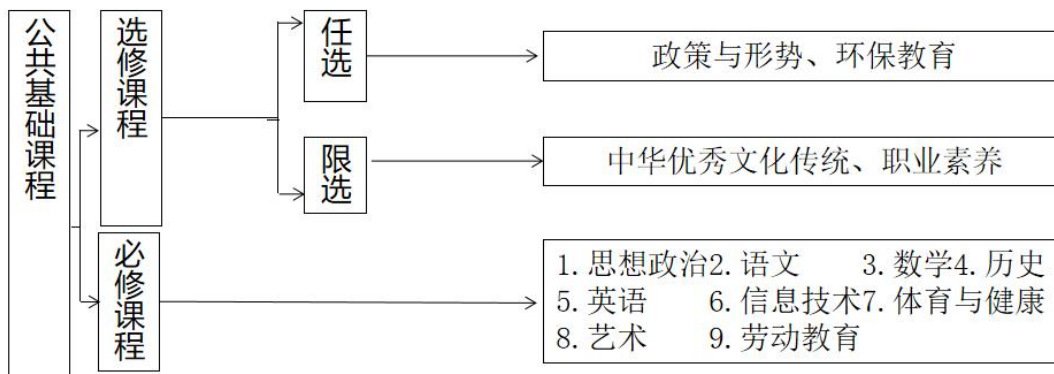 公共基础课程
选修课程
任选
政策与形势、环保教育
限选
中华优秀文化传统、职业素养
必修课程
1.思想政治2.语文 3.数学4.历史
5.英语 6.信息技术7.体育与健康
8.艺术 9.劳动教育